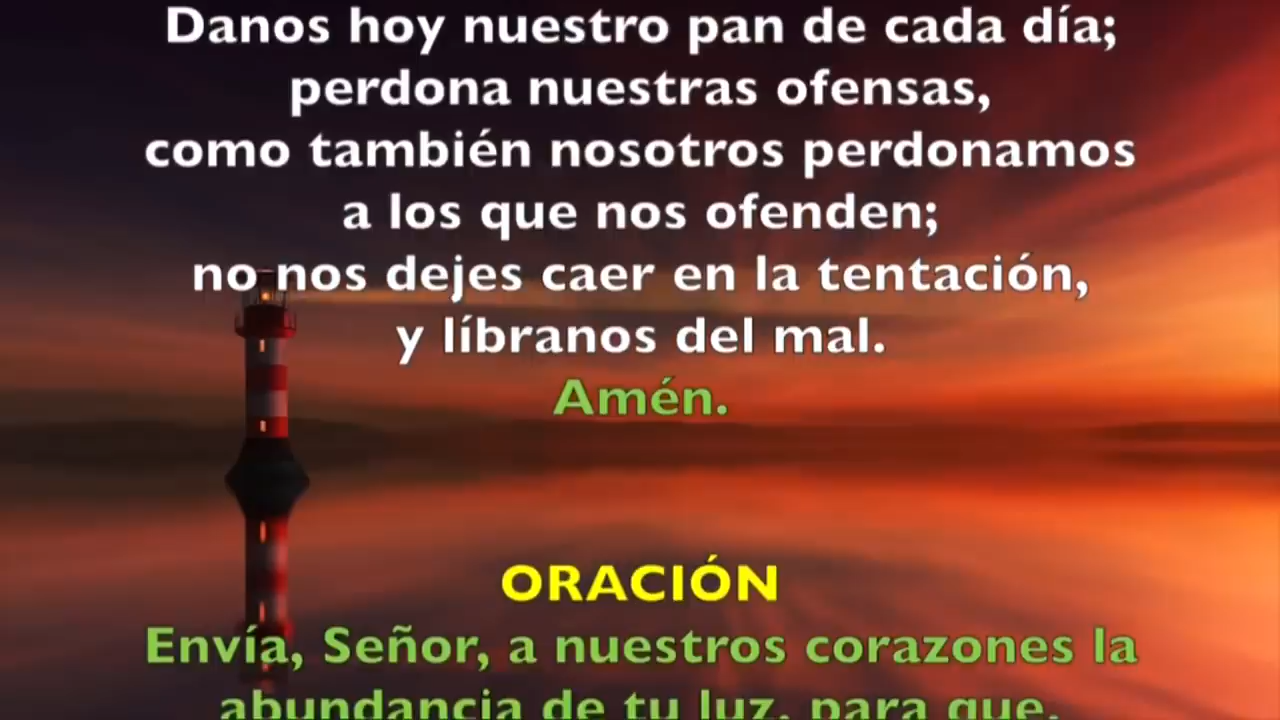 Danos hoy nuestro pan de cada día;
perdona nuestras ofensas,
como también nosotros perdonamos
a los que nos ofenden;
no nos dejes caer en la tentación,
y líbranos del mal.
Amén.
ORACIÓN
Envía, Señor, a nuestros corazones la
abundancia de tu luz, para que,